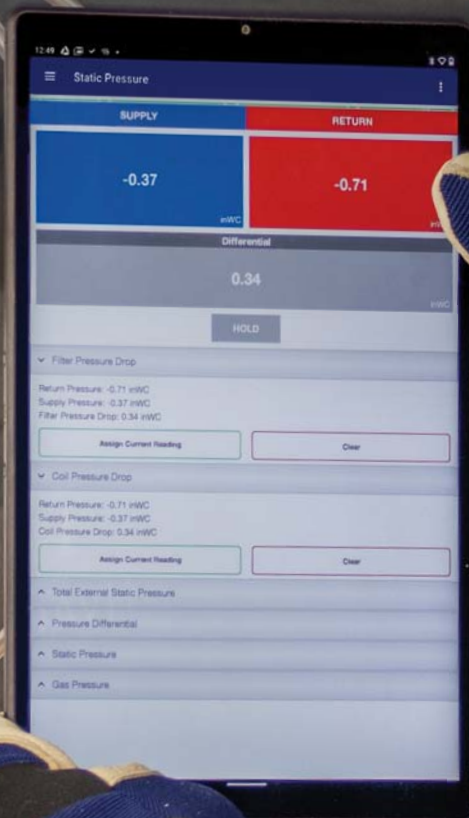 12:49
Static Pressure
SUPPLY
RETURN
-0.37
-0.71
inWC
Differential
0.34
inWC
HOLD
Filter Pressure Drop
Return Pressure: -0.71 inWC
Supply Pressure: -0.37 inWC
Filter Pressure Drop: 0.34 inWC
Assign Current Reading
Clear
Coil Pressure Drop
Return Pressure: -0.71 inWC
Supply Pressure: -0.37 inWC
Coil Pressure Drop: 0.34 inWC
Assign Current Reading
Clear
Total External Static Pressure
Pressure Differential
Static Pressure
Gas Pressure